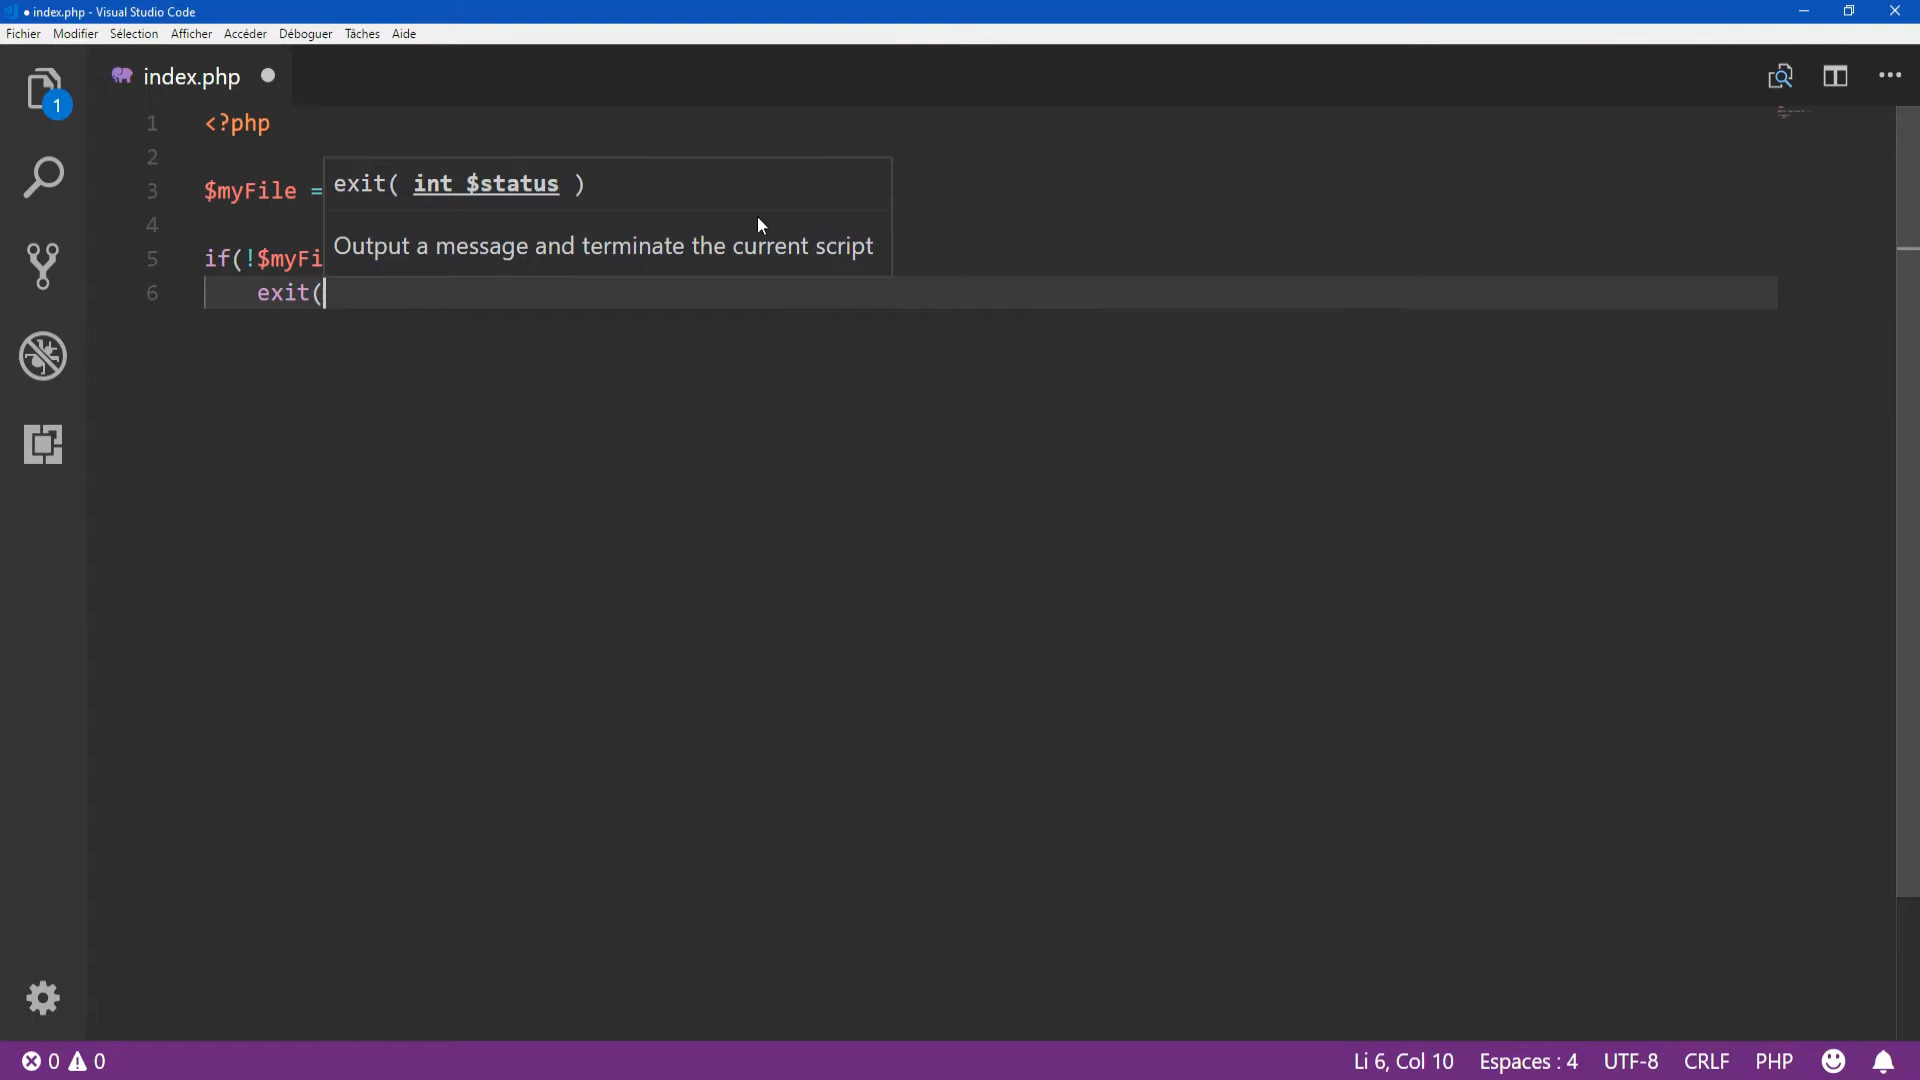 ● index.php - Visual Studio Code
Fichier Modifier Sélection Afficher Accéder Déboguer Tâches Aide
1
index.php
1 <?php
2
exit( int $status )
3 $myFile =
4
Output a message and terminate the current script
5 if(!$myFi
6 exit(
0 0
Li 6, Col 10 Espaces : 4 UTF-8 CRLF PHP